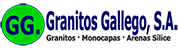 GG.
Granitos Gallego, S.A.
Granitos · Monocapas · Arenas Sílice